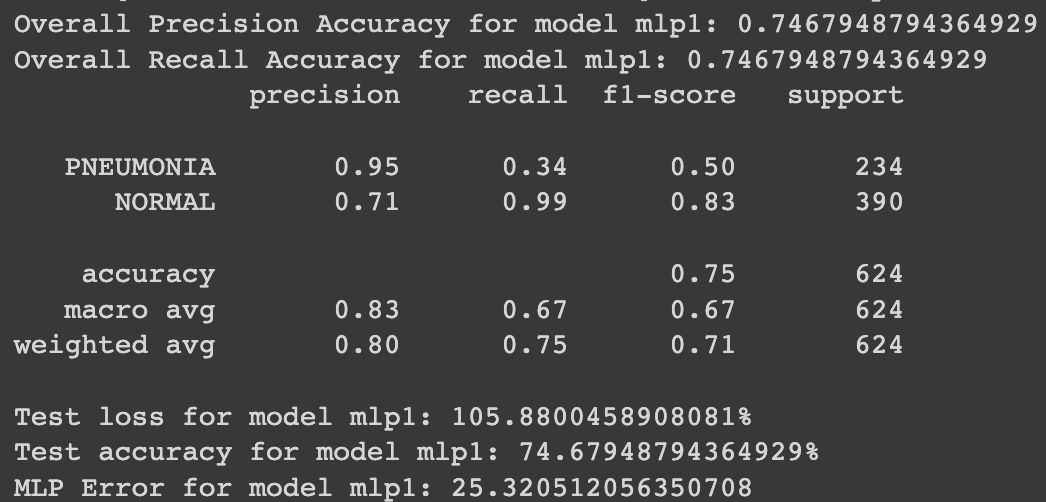 Overall Precision Accuracy for model mlp1: 0.7467948794364929
Overall Recall Accuracy for model mlp1: 0.7467948794364929
precision recall f1-score support
PNEUMONIA 0.95 0.34 0.50 234
NORMAL 0.71 0.99 0.83 390
accuracy 0.75 624
macro avg 0.83 0.67 0.67 624
weighted avg 0.80 0.75 0.71 624
Test loss for model mlp1: 105.8800458908081%
Test accuracy for model mlp1: 74.67948794364929%
MLP Error for model mlp1: 25.320512056350708